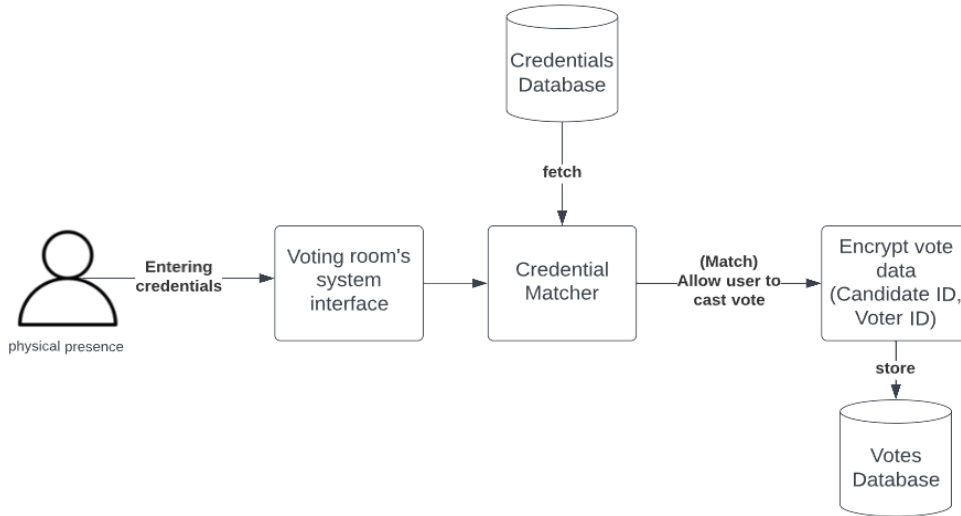 Credentials
Database
fetch
Entering
credentials
physical presence
Voting room's
system
interface
Credential
Matcher
(Match)
Allow user to
cast vote
Encrypt vote
data
(Candidate ID,
Voter ID)
store
Votes
Database